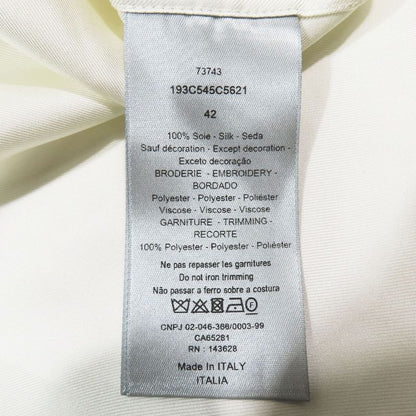 73743
193C545C5621
42
100% Soie - Silk - Seda
Sauf décoration - Except decoration -
Exceto decoração
BRODERIE - EMBROIDERY -
BORDADO
Polyester - Polyester - Poliéster
Viscose - Viscose - Viscose
GARNITURE - TRIMMING -
RECORTE
100% Polyester - Polyester - Poliéster
Ne pas repasser les garnitures
Do not iron trimming
Não passar a ferro sobre a costura
CNPJ 02-046-366/0003-99
CA65281
RN : 143628
Made In ITALY
ITALIA